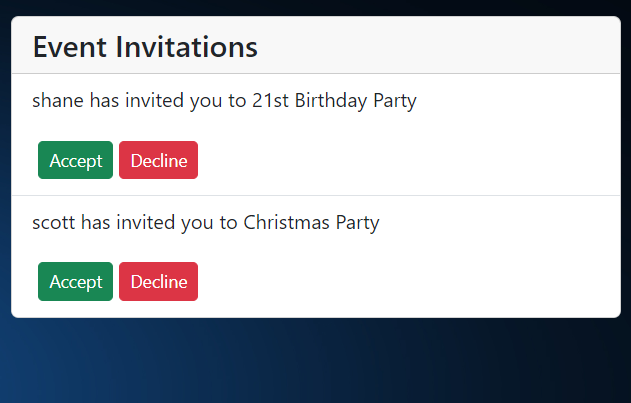 Event Invitations
shane has invited you to 21st Birthday Party
Accept Decline
scott has invited you to Christmas Party
Accept Decline